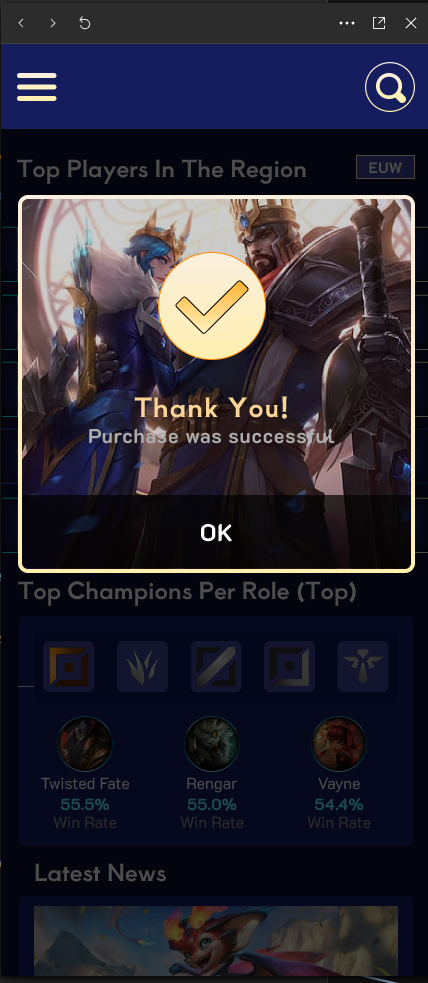 Top Players In The Region
EUW
Thank You!
Purchase was successful
OK
Top Champions Per Role (Top)
Twisted Fate
Rengar
Vayne
55.5%
55.0%
54.4%
Win Rate
Win Rate
Win Rate
Latest News